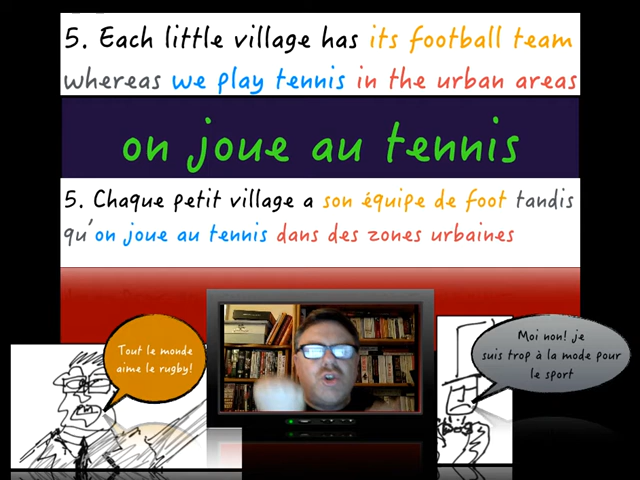 5. Each little village has its football team
whereas we play tennis in the urban areas
on joue au tennis
5. Chaque petit village a son équipe de foot tandis
qu'on joue au tennis dans des zones urbaines
Tout le monde
aime le rugby!
Moi non! je
suis trop à la mode pour
le sport